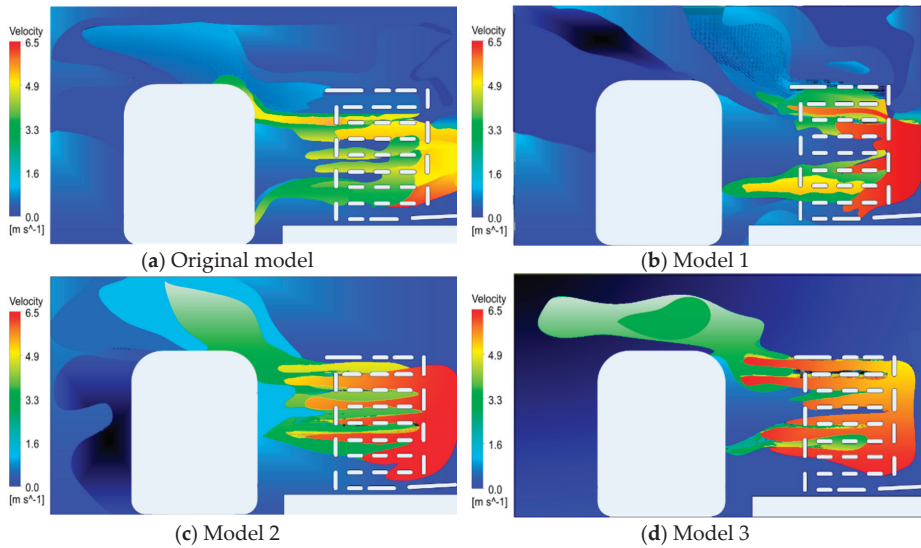 Velocity
6.5
4.9
3.3
1.6
0.0
[m s^-1]
(a) Original model
Velocity
6.5
4.9
3.3
1.6
0.0
[m s^-1]
(b) Model 1
Velocity
6.5
4.9
3.3
1.6
0.0
[m s^-1]
(c) Model 2
Velocity
6.5
4.9
3.3
1.6
0.0
[m s^-1]
(d) Model 3